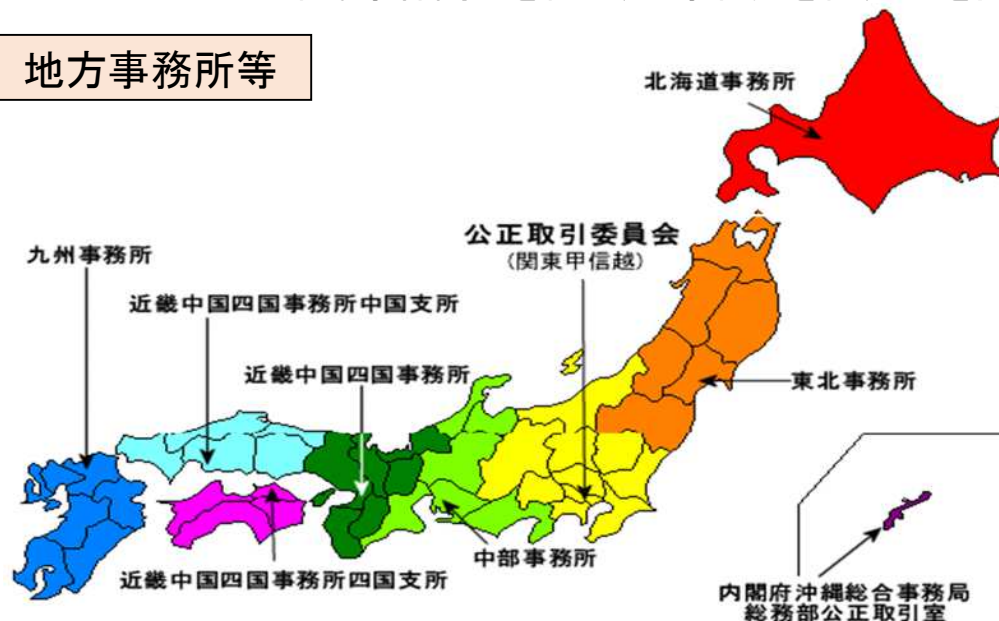 地方事務所等
北海道事務所
公正取引委員会
(関東甲信越)
九州事務所
近畿中国四国事務所中国支所
近畿中国四国事務所
東北事務所
中部事務所
近畿中国四国事務所四国支所
内閣府沖縄総合事務局
総務部公正取引室